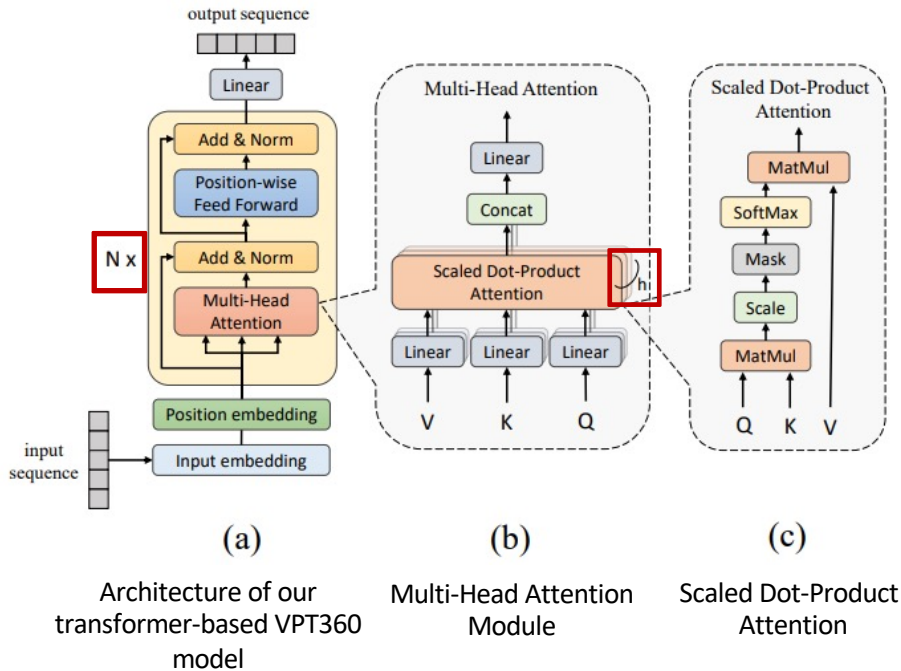 output sequence
Linear
Add & Norm
Position-wise
Feed Forward
N x
Add & Norm
Multi-Head
Attention
Position embedding
input
sequence
Input embedding
(a)
Architecture of our
transformer-based VPT360
model
Multi-Head Attention
Linear
Concat
Scaled Dot-Product
Attention
h
Linear
Linear
Linear
V
K
Q
(b)
Multi-Head Attention
Module
Scaled Dot-Product
Attention
MatMul
SoftMax
Mask
Scale
MatMul
Q
K
V
(c)
Scaled Dot-Product
Attention